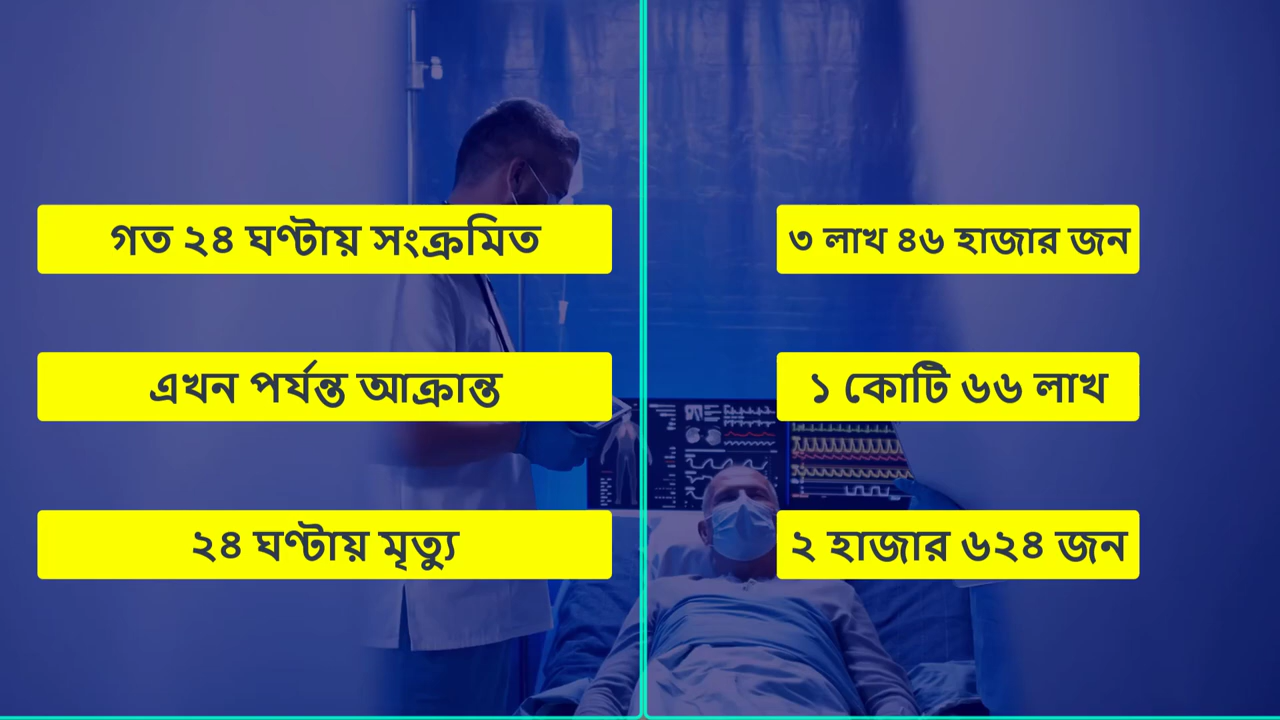 গত ২৪ ঘণ্টায় সংক্রমিত
৩ লাখ ৪৬ হাজার জন
এখন পর্যন্ত আক্রান্ত
১ কোটি ৬৬ লাখ
২৪ ঘণ্টায় মৃত্যু
২ হাজার ৬২৪ জন